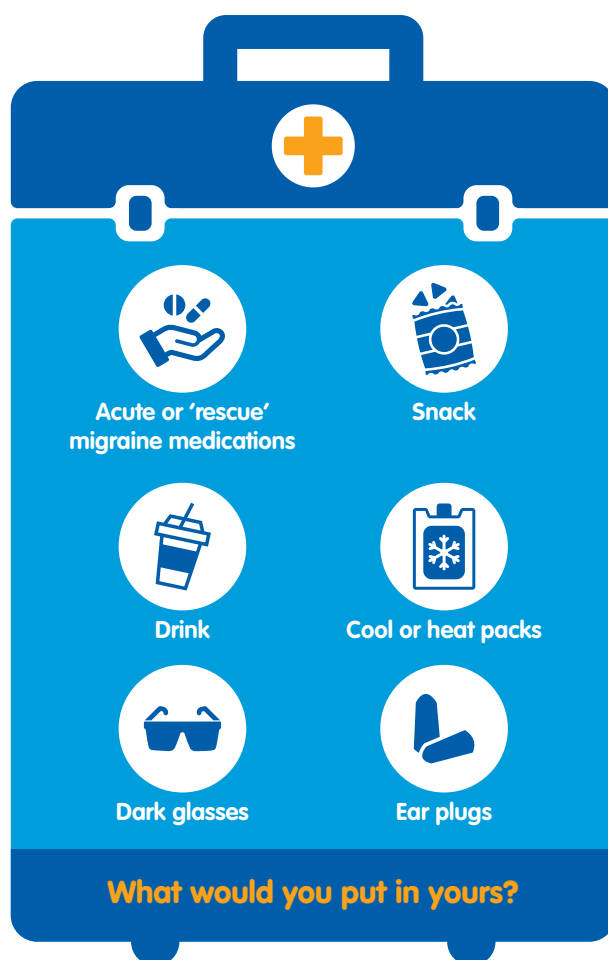 Acute or ‘rescue’
migraine medications
Snack
Drink
Cool or heat packs
Dark glasses
Ear plugs
What would you put in yours?